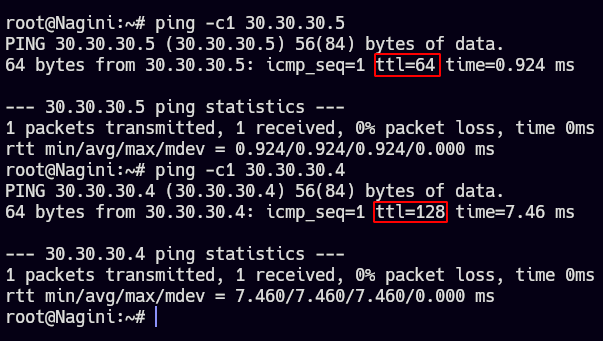 root@Nagini:~# ping -c1 30.30.30.5
PING 30.30.30.5 (30.30.30.5) 56(84) bytes of data.
64 bytes from 30.30.30.5: icmp_seq=1 ttl=64 time=0.924 ms

--- 30.30.30.5 ping statistics ---
1 packets transmitted, 1 received, 0% packet loss, time 0ms
rtt min/avg/max/mdev = 0.924/0.924/0.924/0.000 ms
root@Nagini:~# ping -c1 30.30.30.4
PING 30.30.30.4 (30.30.30.4) 56(84) bytes of data.
64 bytes from 30.30.30.4: icmp_seq=1 ttl=128 time=7.46 ms

--- 30.30.30.4 ping statistics ---
1 packets transmitted, 1 received, 0% packet loss, time 0ms
rtt min/avg/max/mdev = 7.460/7.460/7.460/0.000 ms
root@Nagini:~#